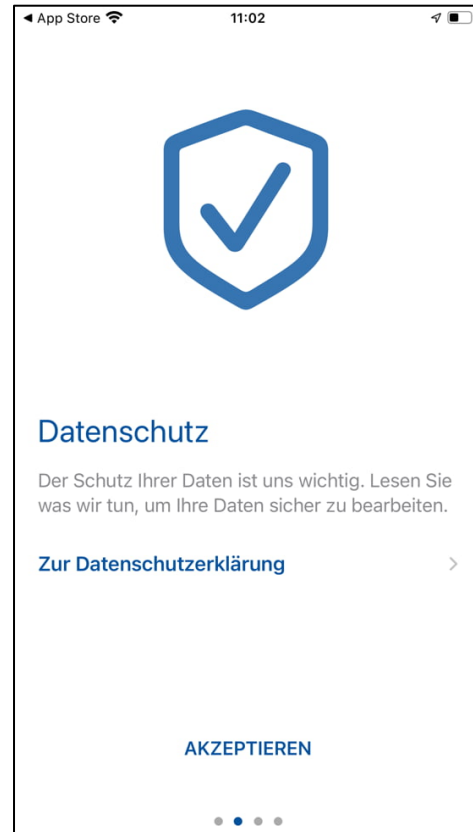 App Store 11:02
Datenschutz
Der Schutz Ihrer Daten ist uns wichtig. Lesen Sie
was wir tun, um Ihre Daten sicher zu bearbeiten.
Zur Datenschutzerklärung
AKZEPTIEREN